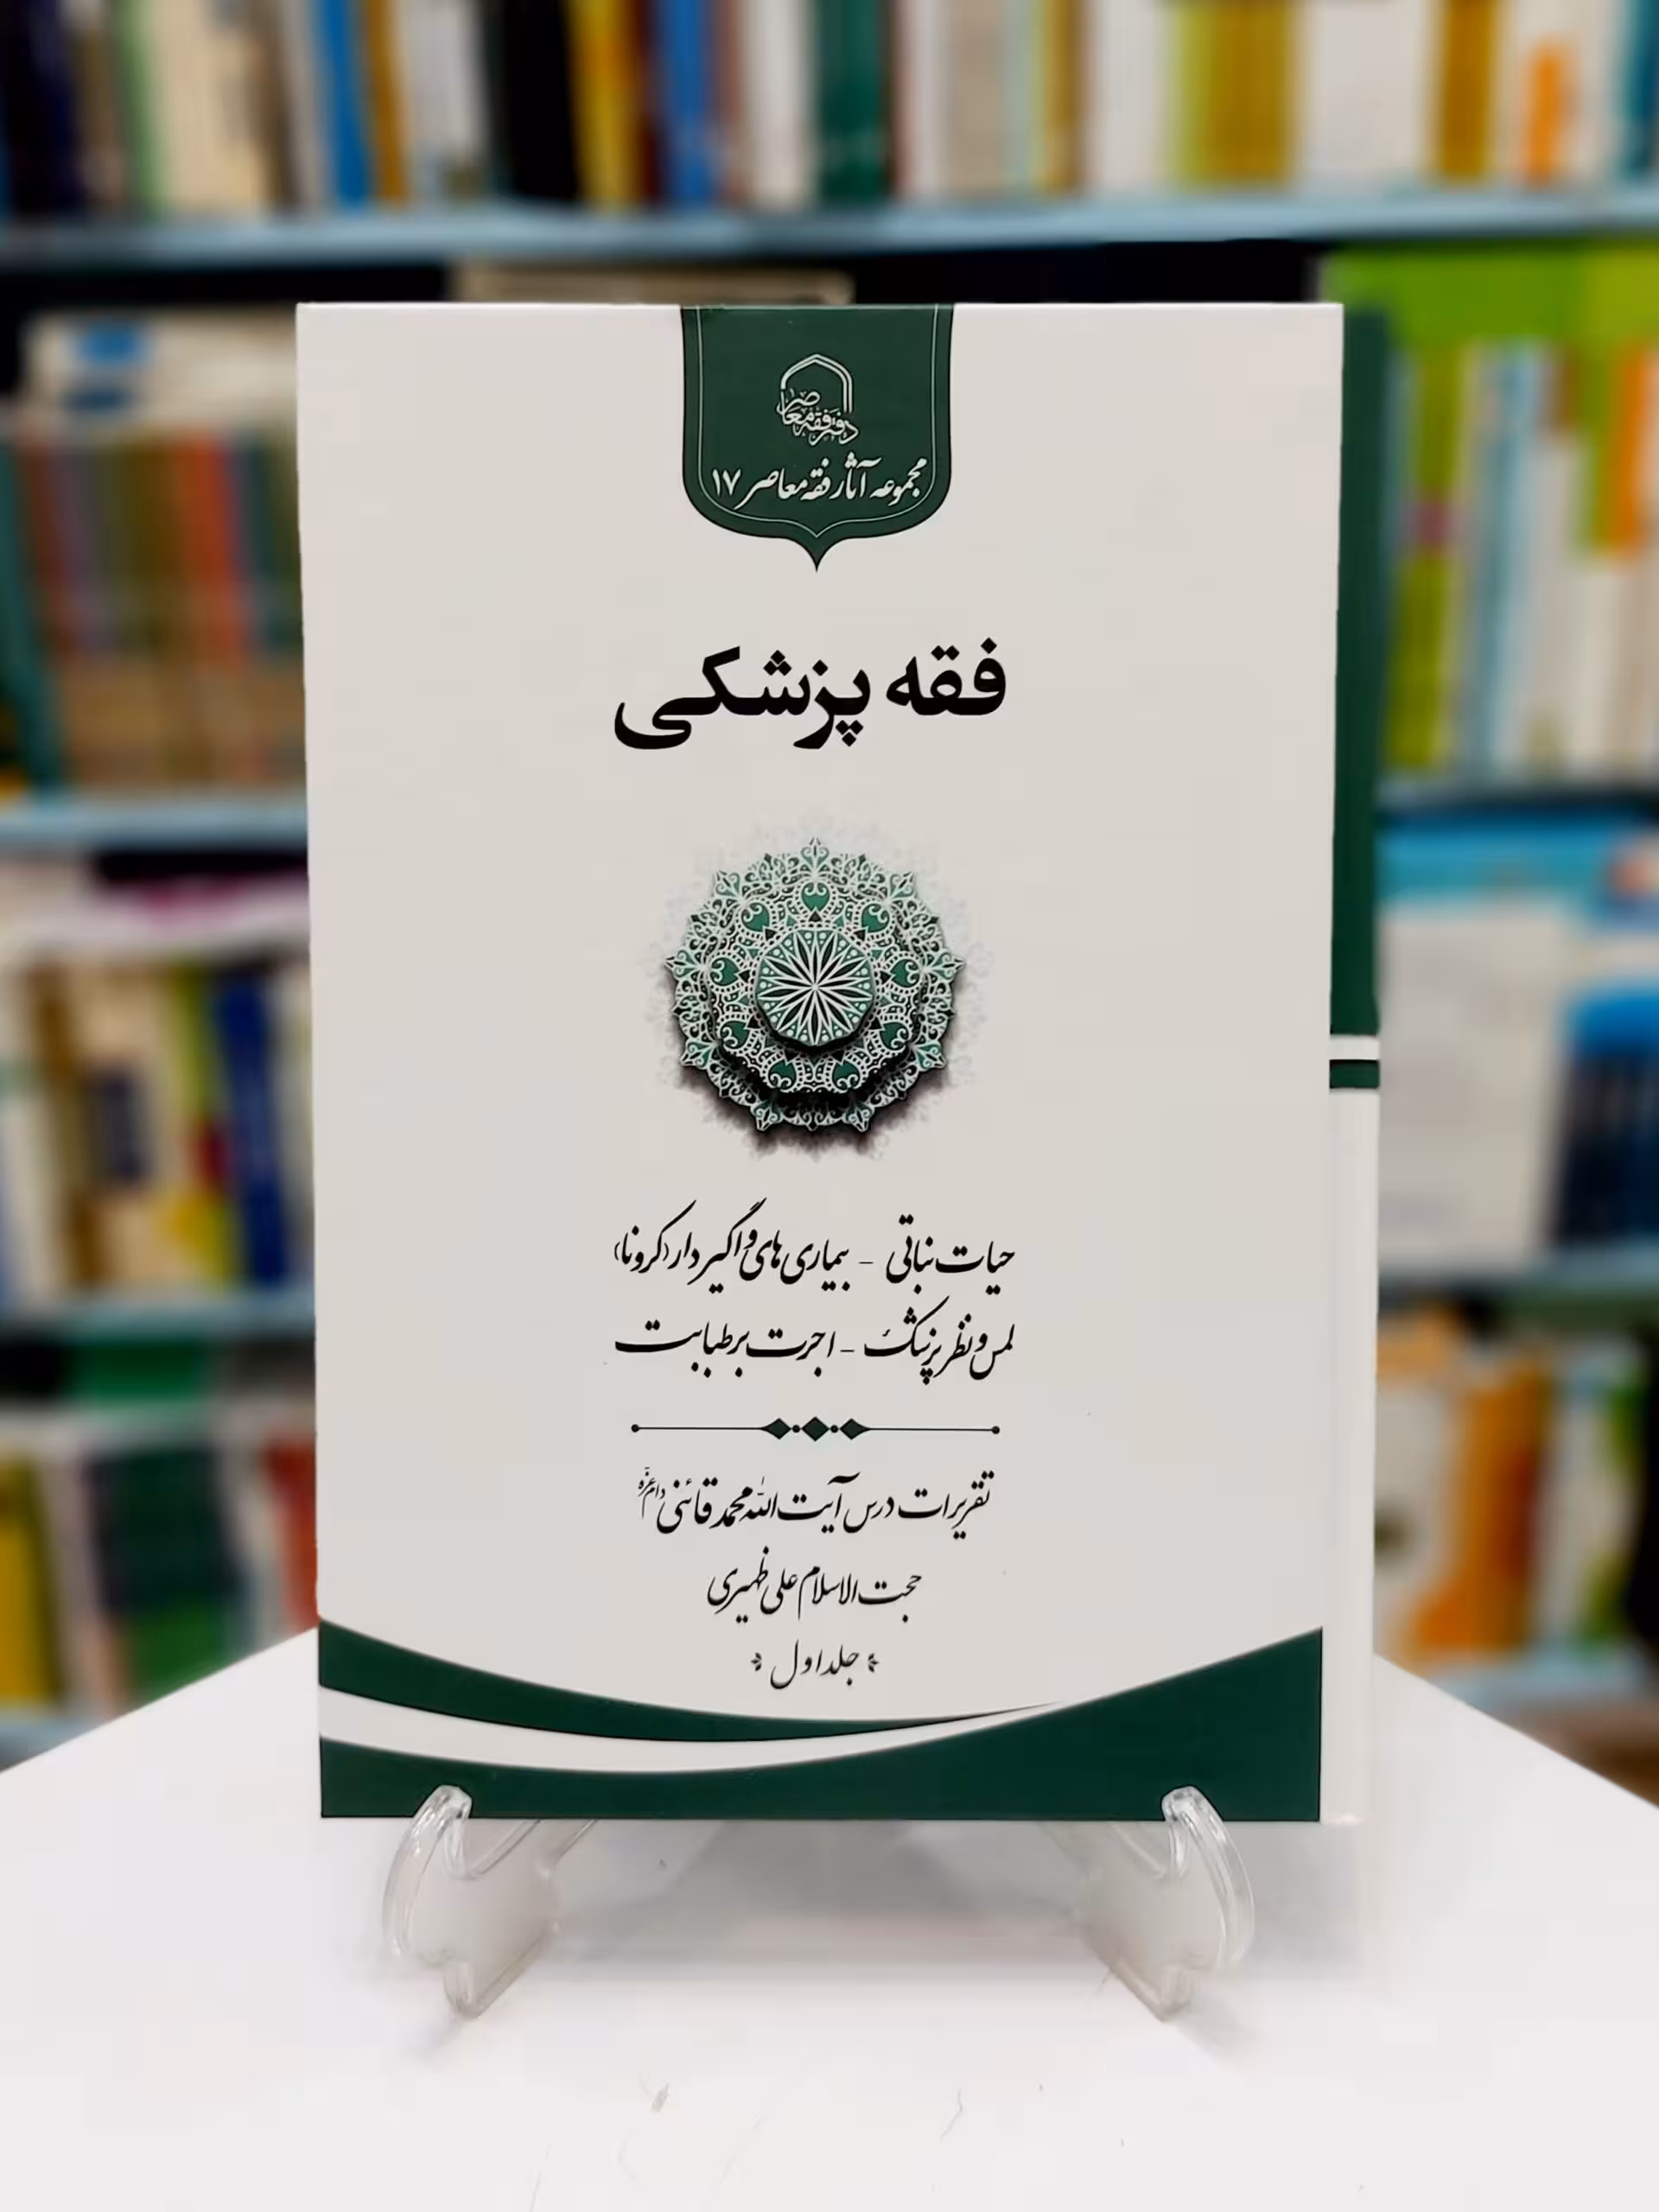 دفتر فقه معاصر
مجموعه آثار فقه معاصر ۱۷
فقه پزشکی
حیات نباتی - بیماری های واگیردار (کرونا)
لمس و نظر پزشک - اجرت بر طبابت
تقریرات درس آیت الله محمد قائنی دام عزه
حجت الاسلام علی ظهیری
جلد اول